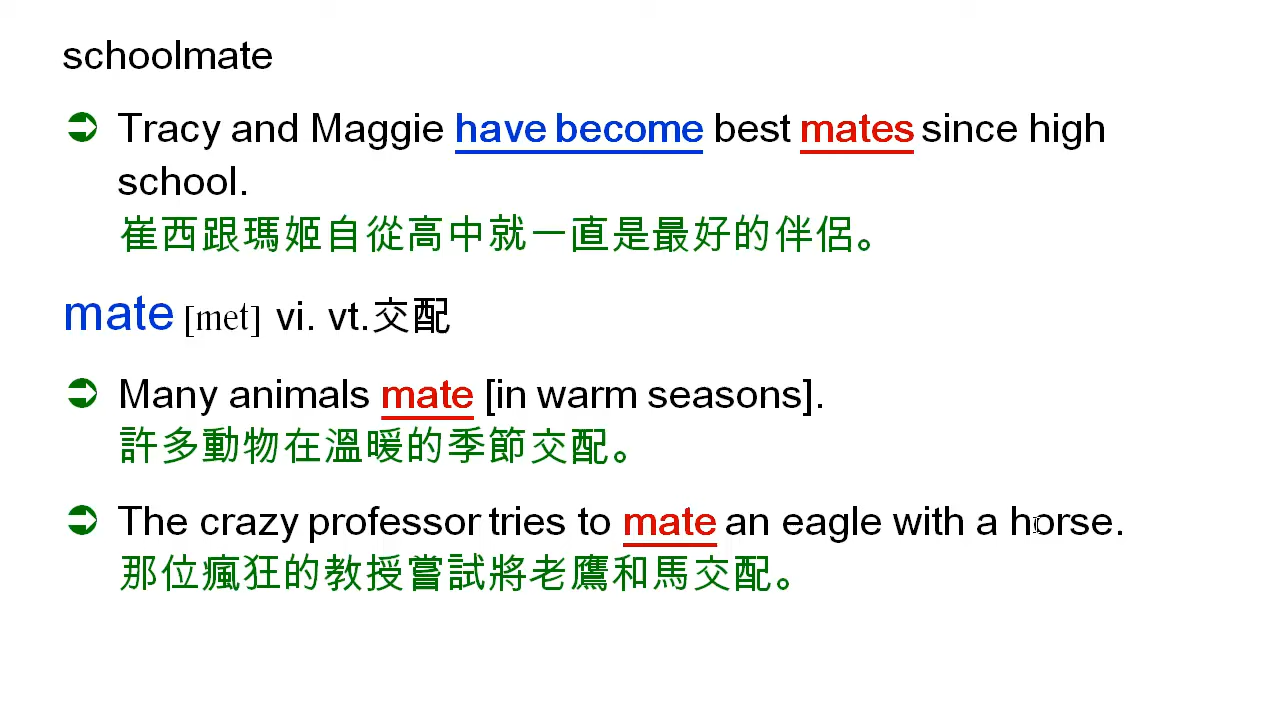 schoolmate
Tracy and Maggie have become best mates since high
school.
崔西跟瑪姬自從高中就一直是最好的伴侶。
mate [met] vi. vt.交配
Many animals mate [in warm seasons].
許多動物在溫暖的季節交配。
The crazy professor tries to mate an eagle with a horse.
那位瘋狂的教授嘗試將老鷹和馬交配。